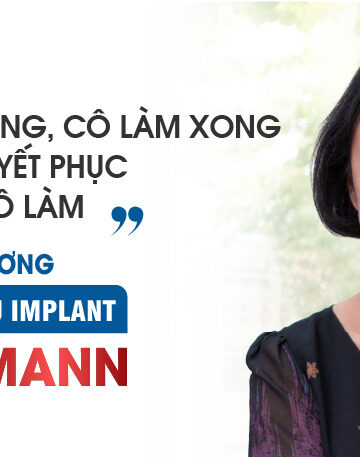 NG, CÔ LÀM XONG
YẾT PHỤC
Ô LÀM ”
ƠNG
U IMPLANT
MANN